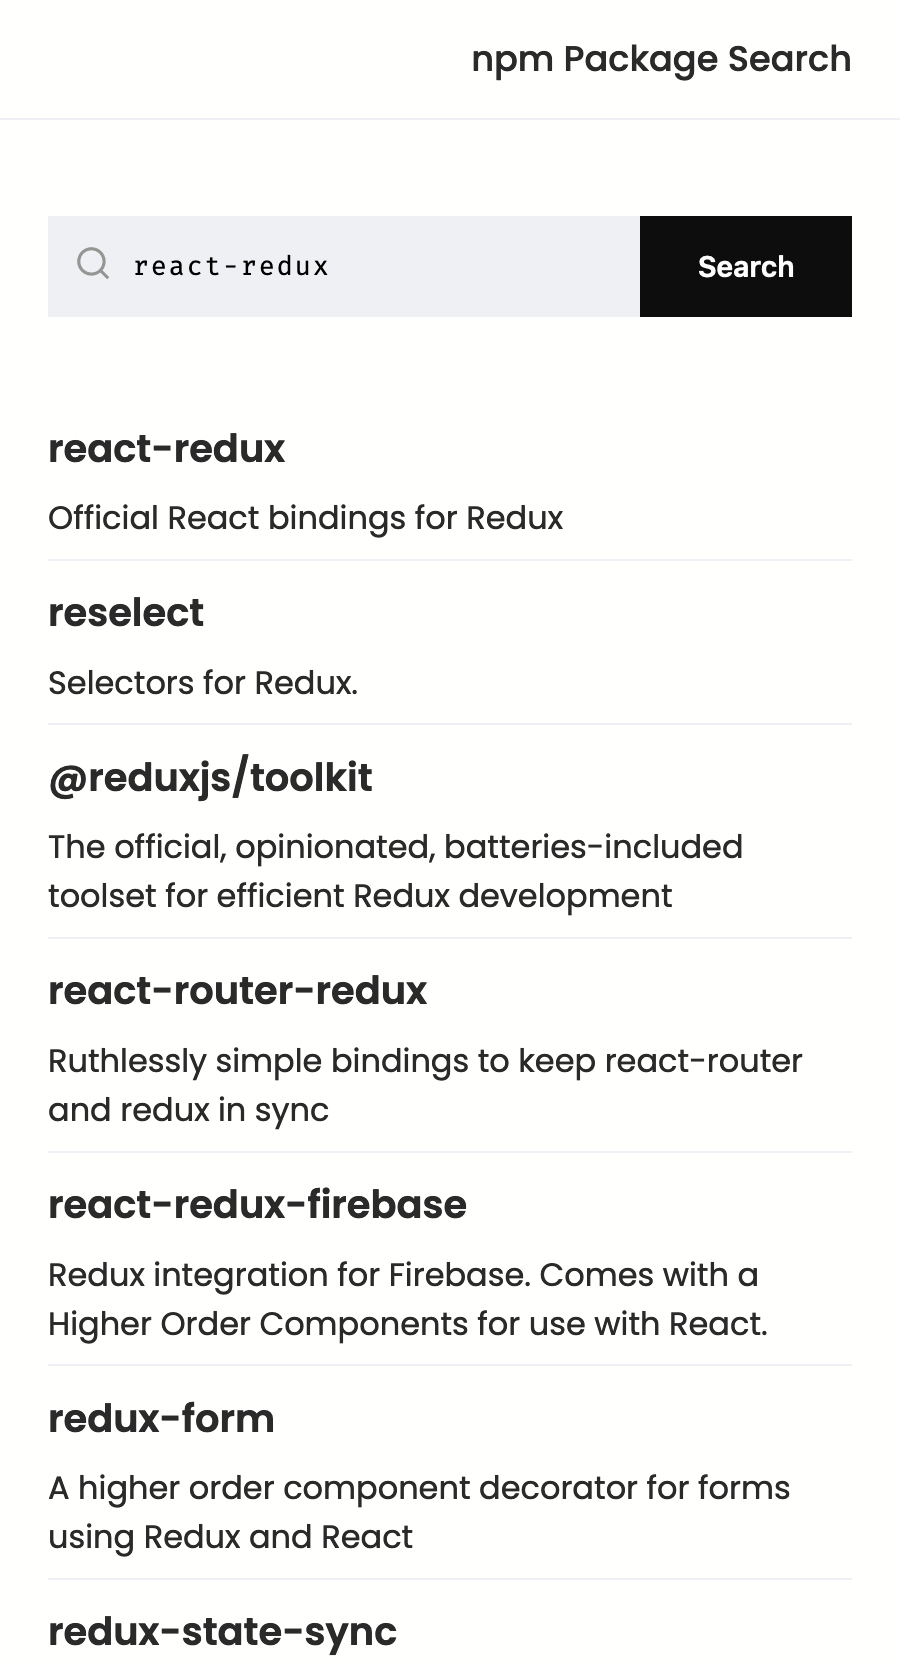 npm Package Search
react-redux
Search
react-redux
Official React bindings for Redux
reselect
Selectors for Redux.
@reduxjs/toolkit
The official, opinionated, batteries-included
toolset for efficient Redux development
react-router-redux
Ruthlessly simple bindings to keep react-router
and redux in sync
react-redux-firebase
Redux integration for Firebase. Comes with a
Higher Order Components for use with React.
redux-form
A higher order component decorator for forms
using Redux and React
redux-state-sync